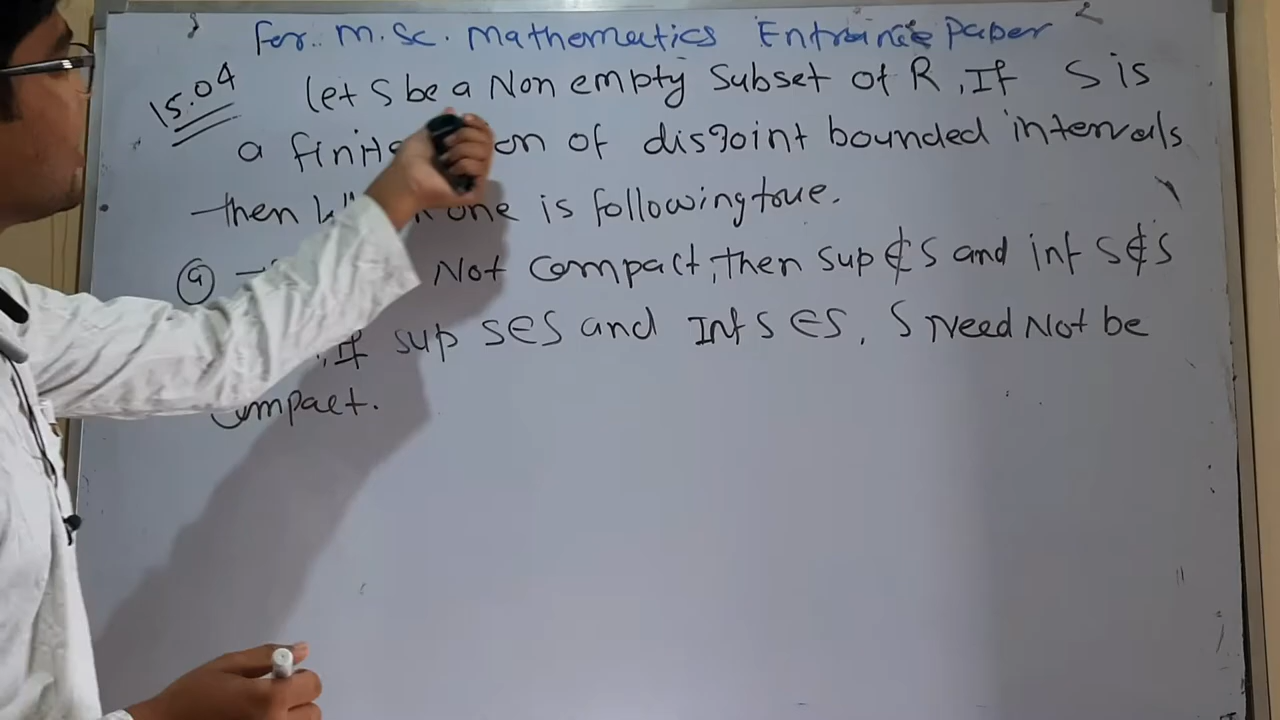 For.. M.Sc. Mathematics Entrance Paper
15.04
Let S be a Non empty Subset of R, If S is
a finite on of disjoint bounded intervals
then one is following true.
(a) Not Compact, then sup ∉ S and inf S ∉ S
, If sup S ∈ S and Inf S ∈ S, S Need Not be
Compact.